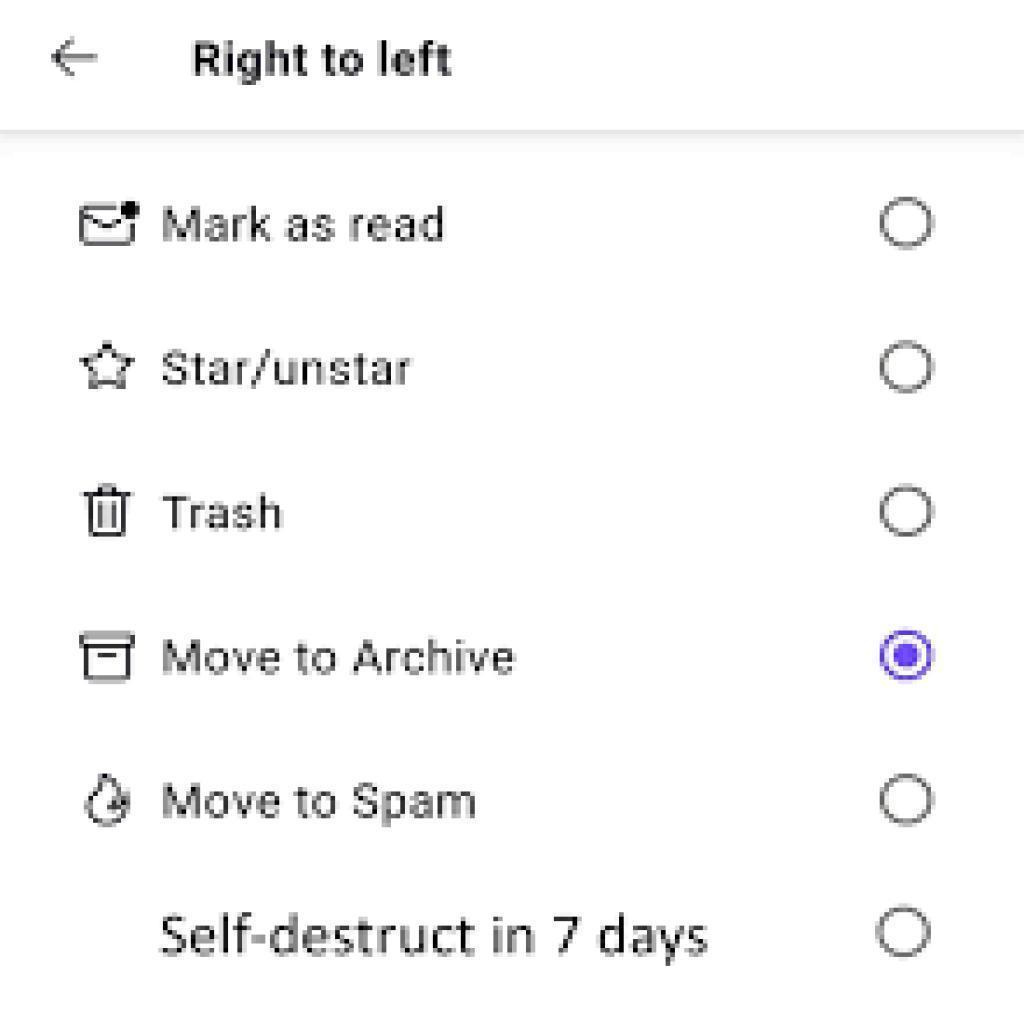 Right to left
Mark as read
Star/unstar
Trash
Move to Archive
Move to Spam
Self-destruct in 7 days